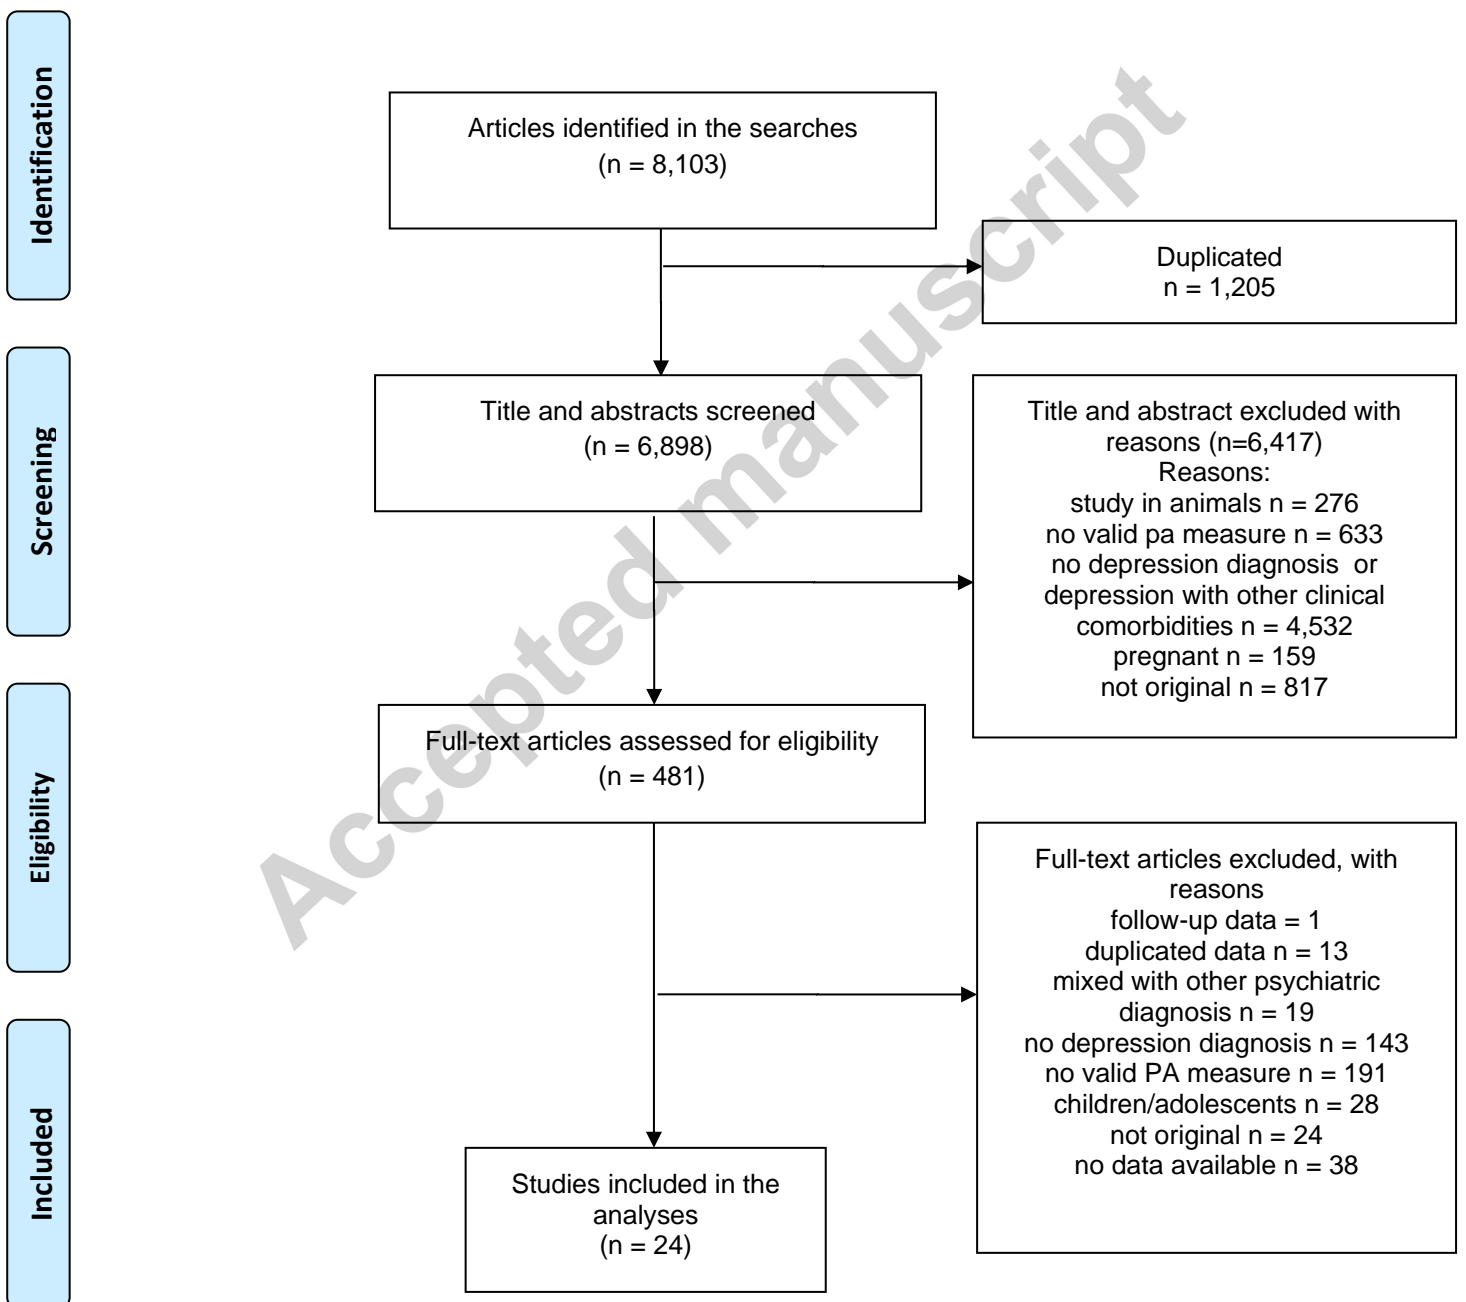 Identification
Articles identified in the searches
(n = 8,103)
Duplicated
n = 1,205
Screening
Title and abstracts screened
(n = 6,898)
Title and abstract excluded with
reasons (n=6,417)
Reasons:
study in animals n = 276
no valid pa measure n = 633
no depression diagnosis or
depression with other clinical
comorbidities n = 4,532
pregnant n = 159
not original n = 817
Eligibility
Full-text articles assessed for eligibility
(n = 481)
Full-text articles excluded, with
reasons
follow-up data = 1
duplicated data n = 13
mixed with other psychiatric
diagnosis n = 19
no depression diagnosis n = 143
no valid PA measure n = 191
children/adolescents n = 28
not original n = 24
no data available n = 38
Included
Studies included in the
analyses
(n = 24)
Accepted manuscript